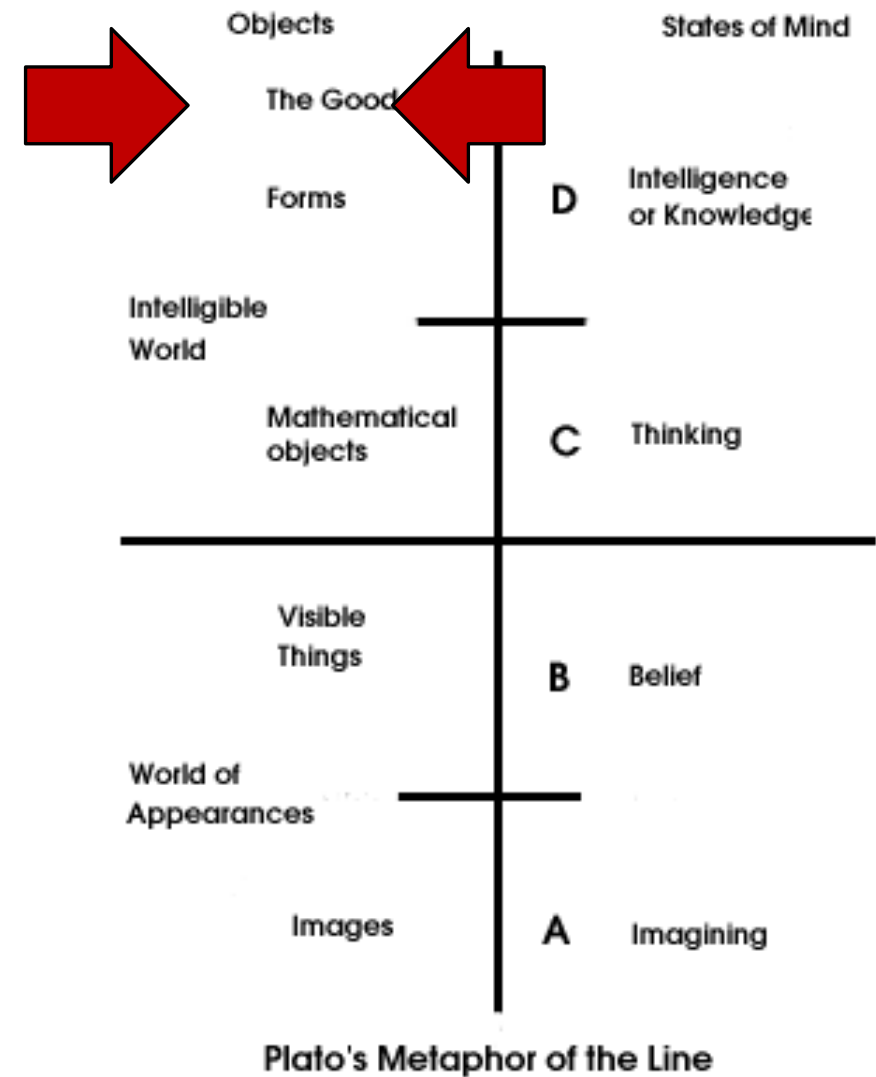 Objects
States of Mind
The Good
Forms
D
Intelligence
or Knowledge
Intelligible
World
Mathematical
objects
C
Thinking
Visible
Things
B
Belief
World of
Appearances
Images
A
Imagining
Plato's Metaphor of the Line